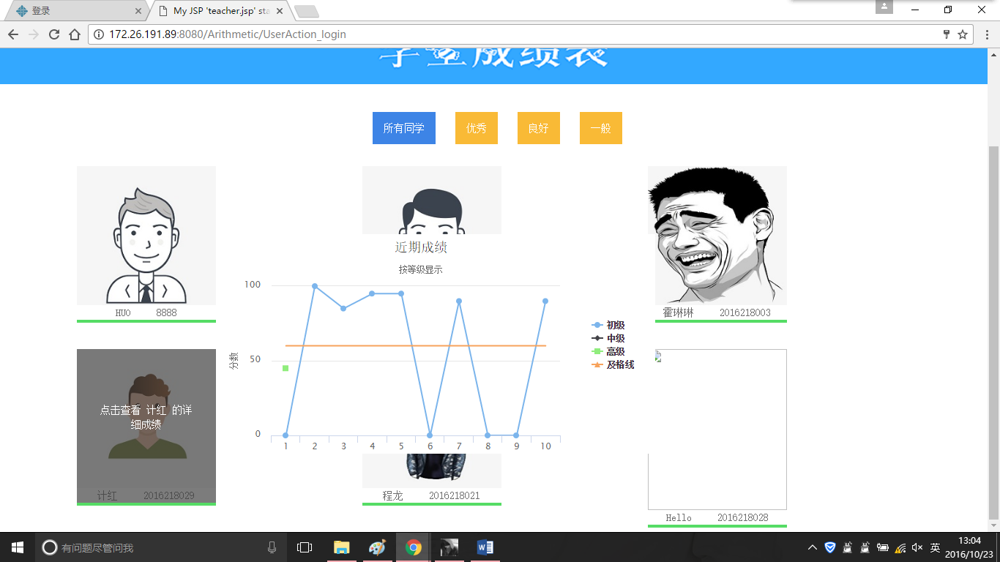 登录
My JSP 'teacher.jsp' sta
172.26.191.89:8080/Arithmetic/UserAction_login
学生成绩表
所有同学 优秀 良好 一般
HUO 8888
霍琳琳 2016218003
近期成绩
按等级显示
分数
100
50
0
1 2 3 4 5 6 7 8 9 10
初级
中级
高级
及格线
点击查看 计红 的详
细成绩
计红 2016218029
程龙 2016218021
Hello 2016218028
有问题尽管问我
英
13:04
2016/10/23